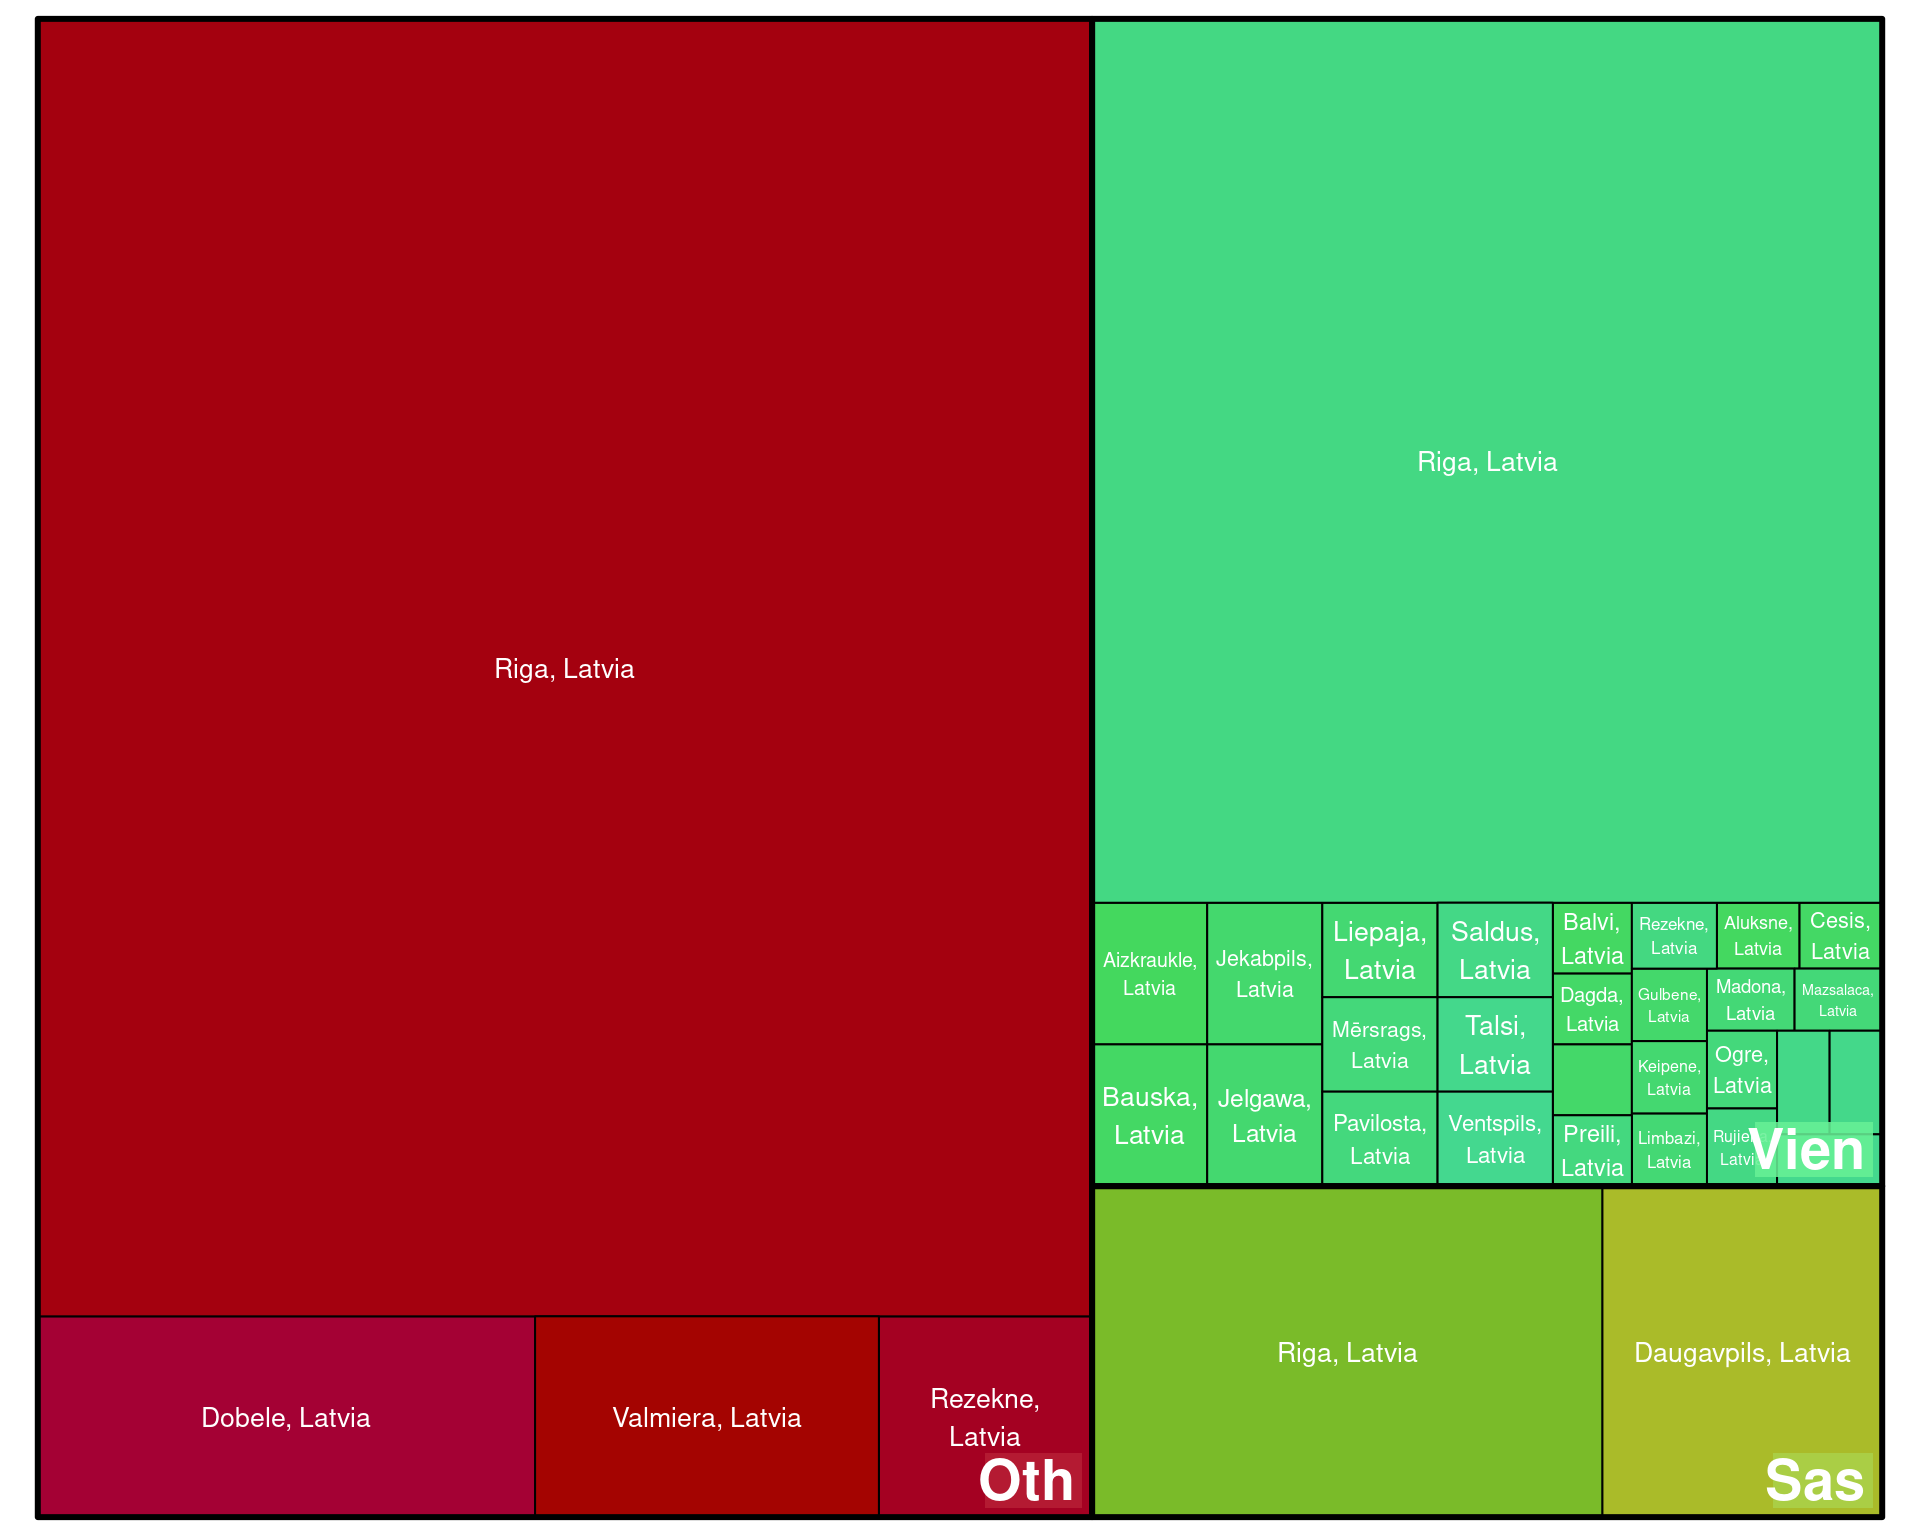 Riga, Latvia
Dobele, Latvia
Valmiera, Latvia
Rezekne,
Latvia
Oth
Riga, Latvia
Aizkraukle,
Latvia
Bauska,
Latvia
Jekabpils,
Latvia
Jelgawa,
Latvia
Liepaja,
Latvia
Mērsrags,
Latvia
Pavilosta,
Latvia
Saldus,
Latvia
Talsi,
Latvia
Ventspils,
Latvia
Balvi,
Latvia
Dagda,
Latvia
Preili,
Latvia
Rezekne,
Latvia
Aluksne,
Latvia
Cesis,
Latvia
Gulbene,
Latvia
Keipene,
Latvia
Limbazi,
Latvia
Madona,
Latvia
Mazsalaca,
Latvia
Ogre,
Latvia
Vien
Riga, Latvia
Daugavpils, Latvia
Sas